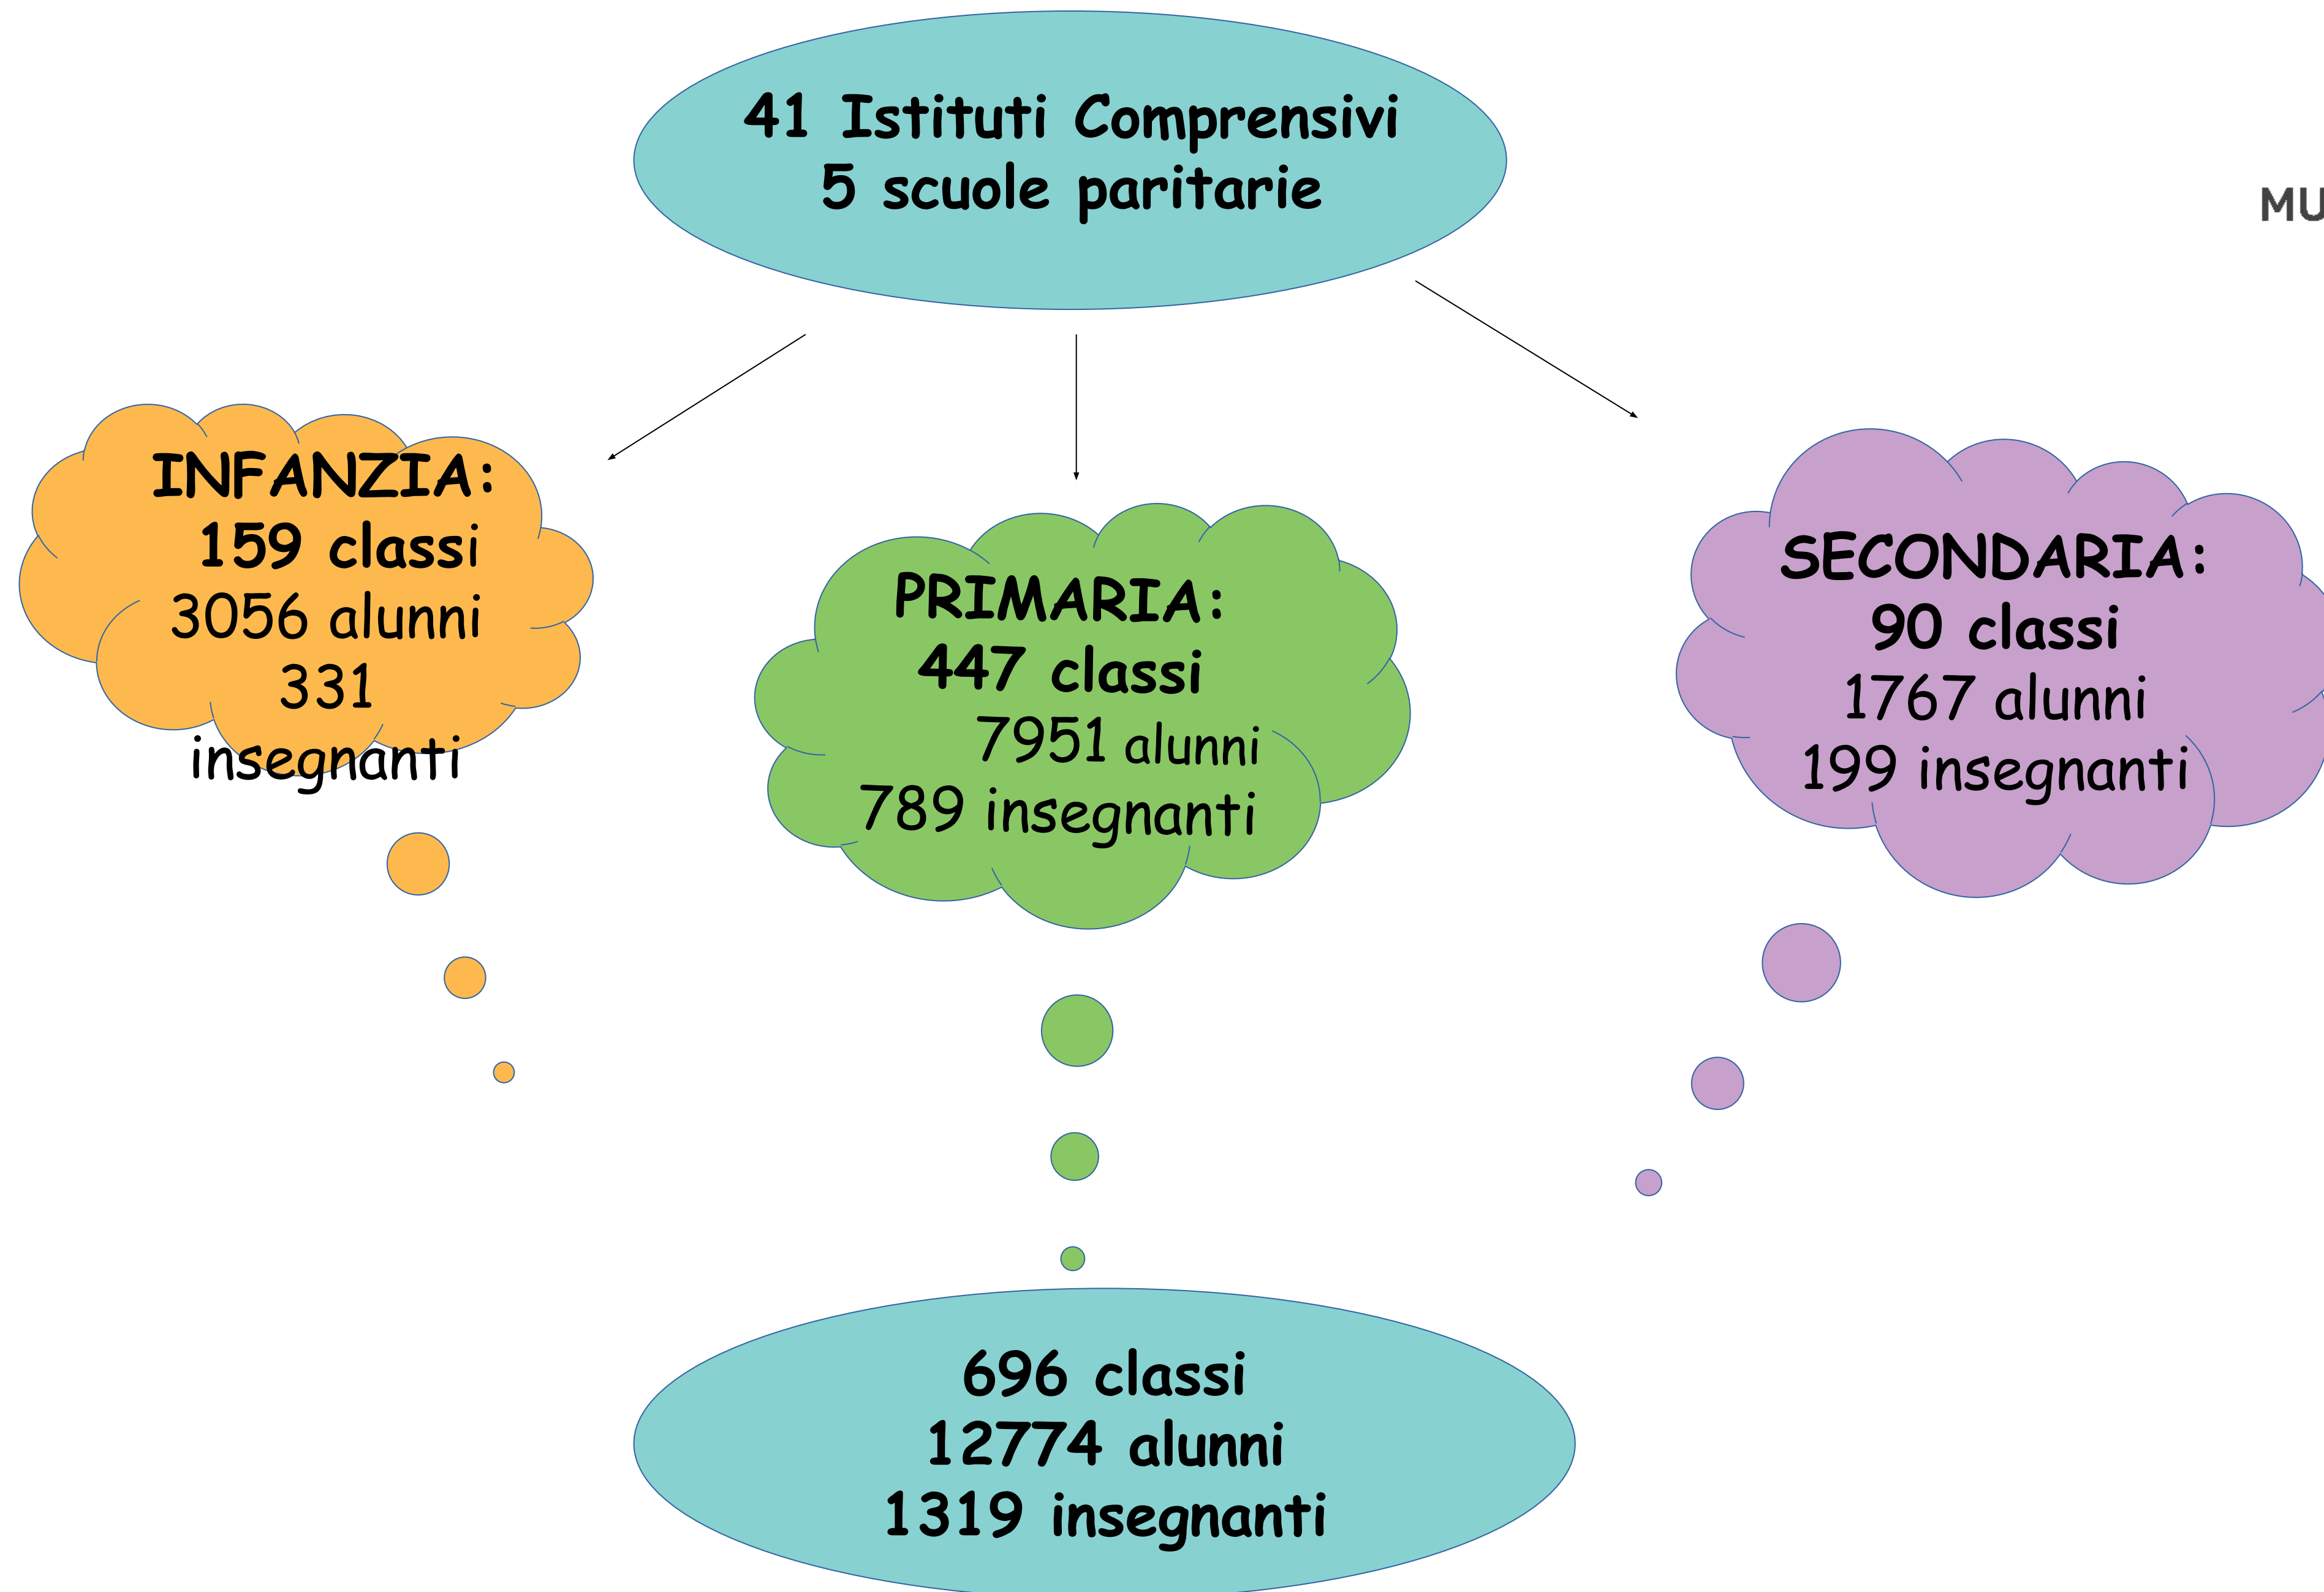 41 Istituti Comprensivi
5 scuole paritarie
MU
INFANZIA:
159 classi
3056 alunni
331
insegnanti
PRIMARIA:
447 classi
7951 alunni
789 insegnanti
SECONDARIA:
90 classi
1767 alunni
199 insegnanti
696 classi
12774 alunni
1319 insegnanti